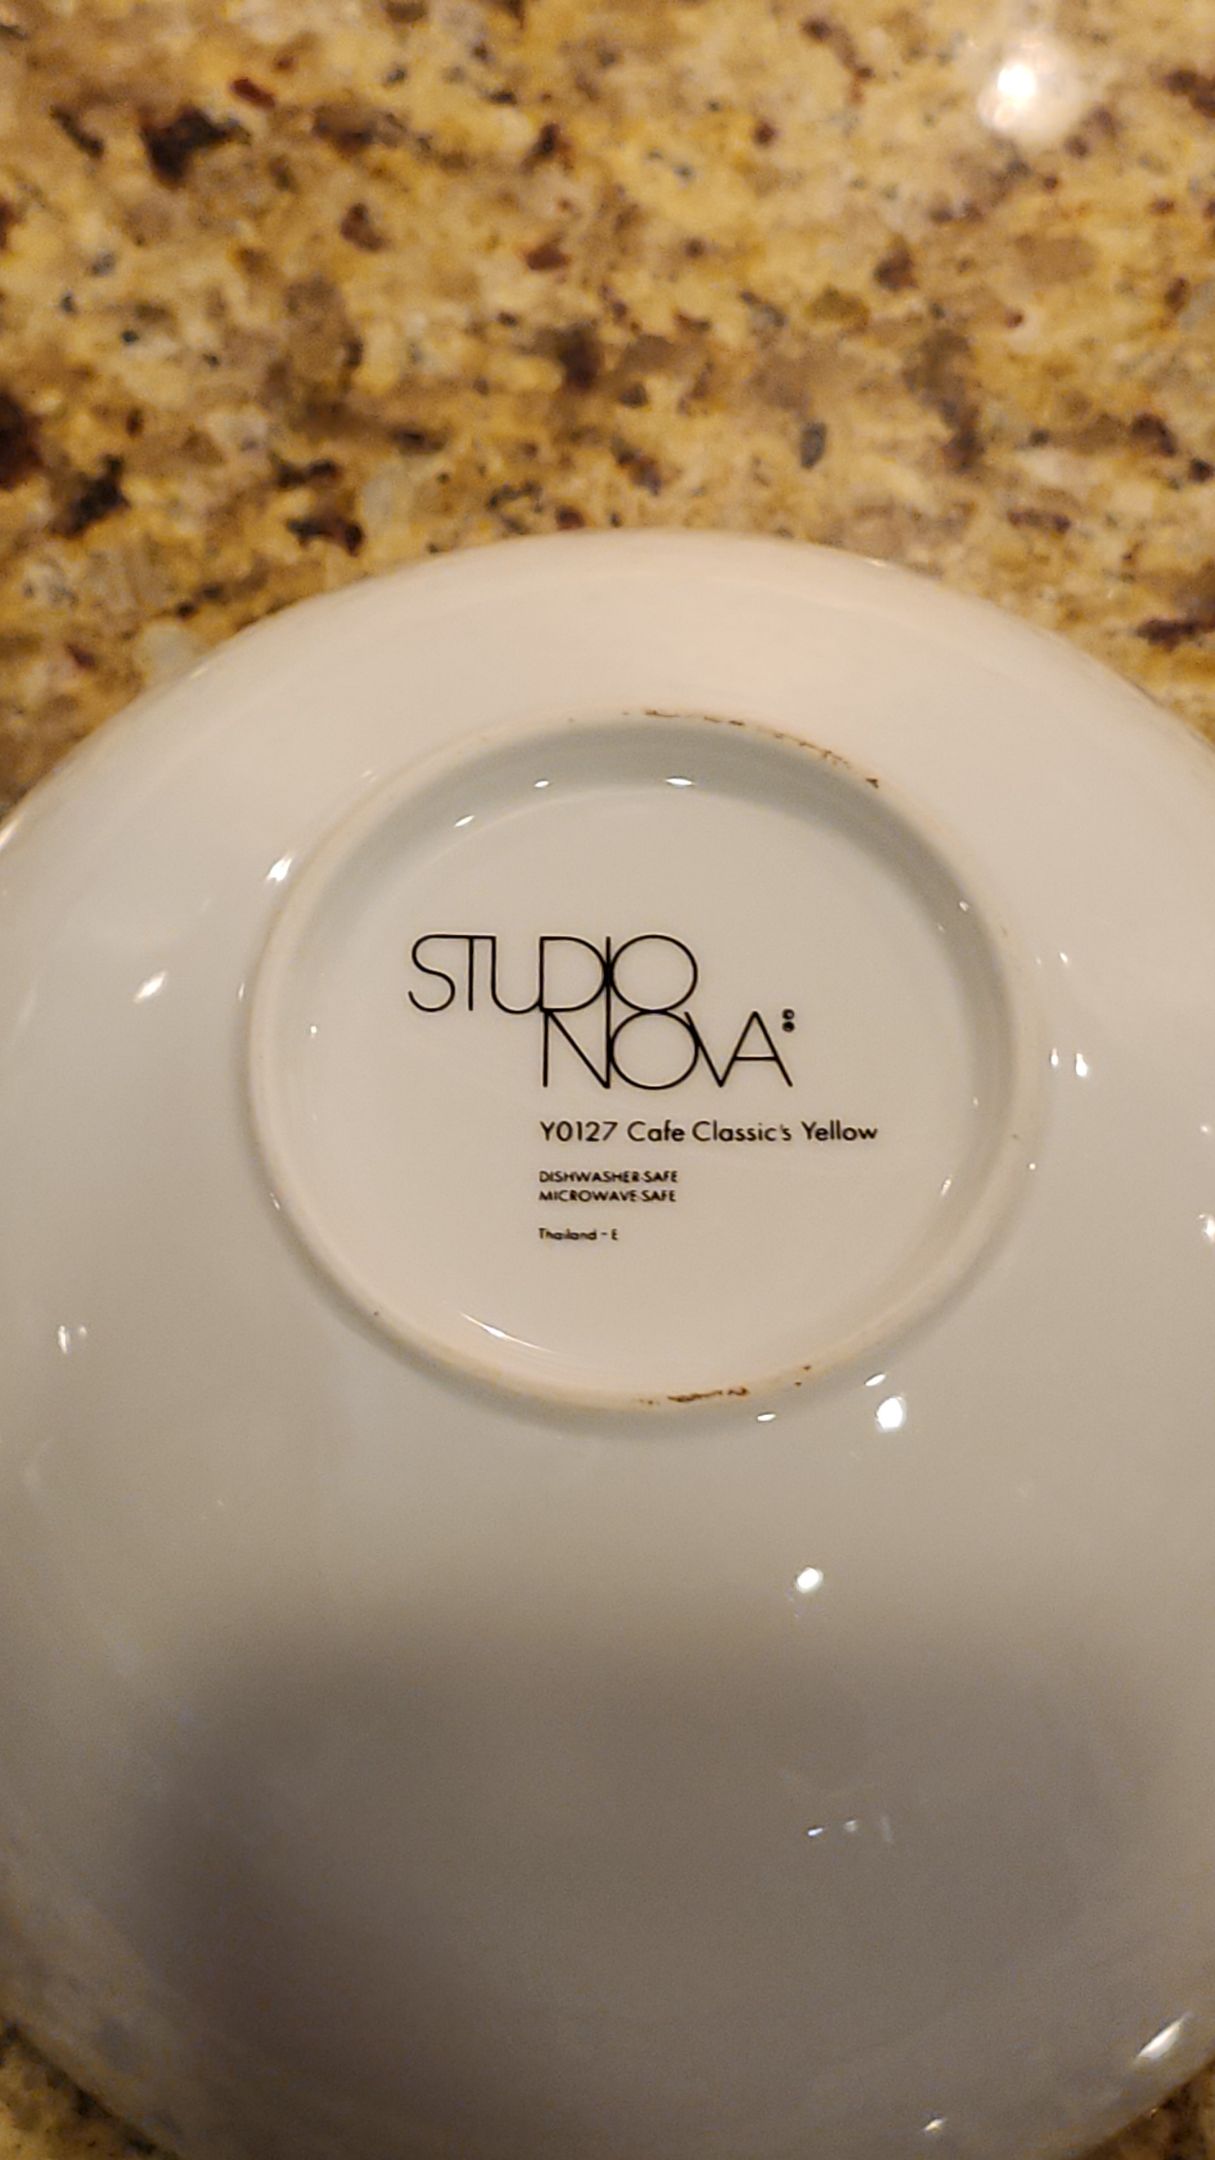 STUDIO
NOVA
Y0127 Cafe Classic's Yellow
DISHWASHER-SAFE
MICROWAVE-SAFE
Thailand - E